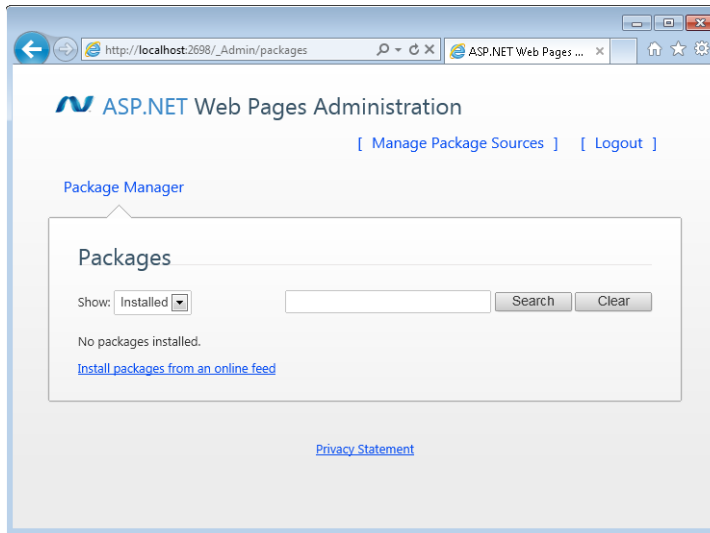 http://localhost:2698/_Admin/packages
ASP.NET Web Pages ...
ASP.NET Web Pages Administration
[ Manage Package Sources ] [ Logout ]
Package Manager
Packages
Show: Installed Search Clear
No packages installed.
Install packages from an online feed
Privacy Statement